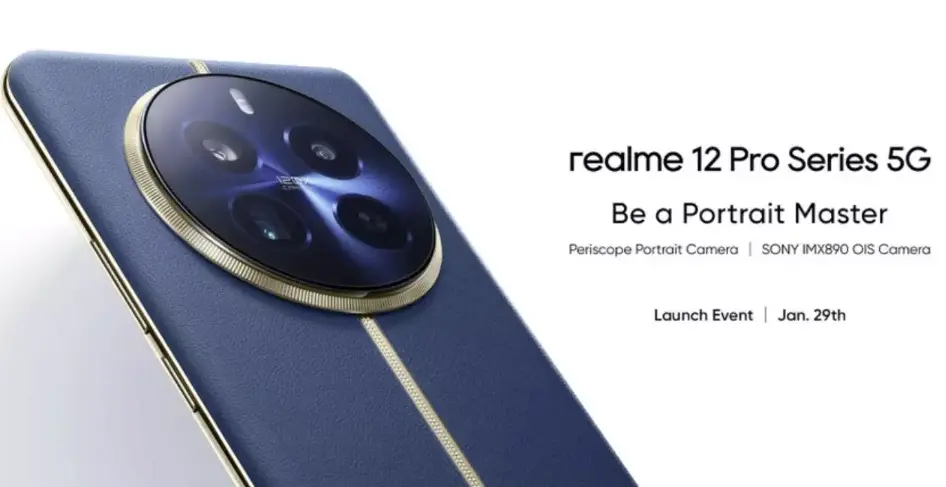 realme 12 Pro Series 5G
Be a Portrait Master
Periscope Portrait Camera | SONY IMX890 OIS Camera
Launch Event | Jan. 29th